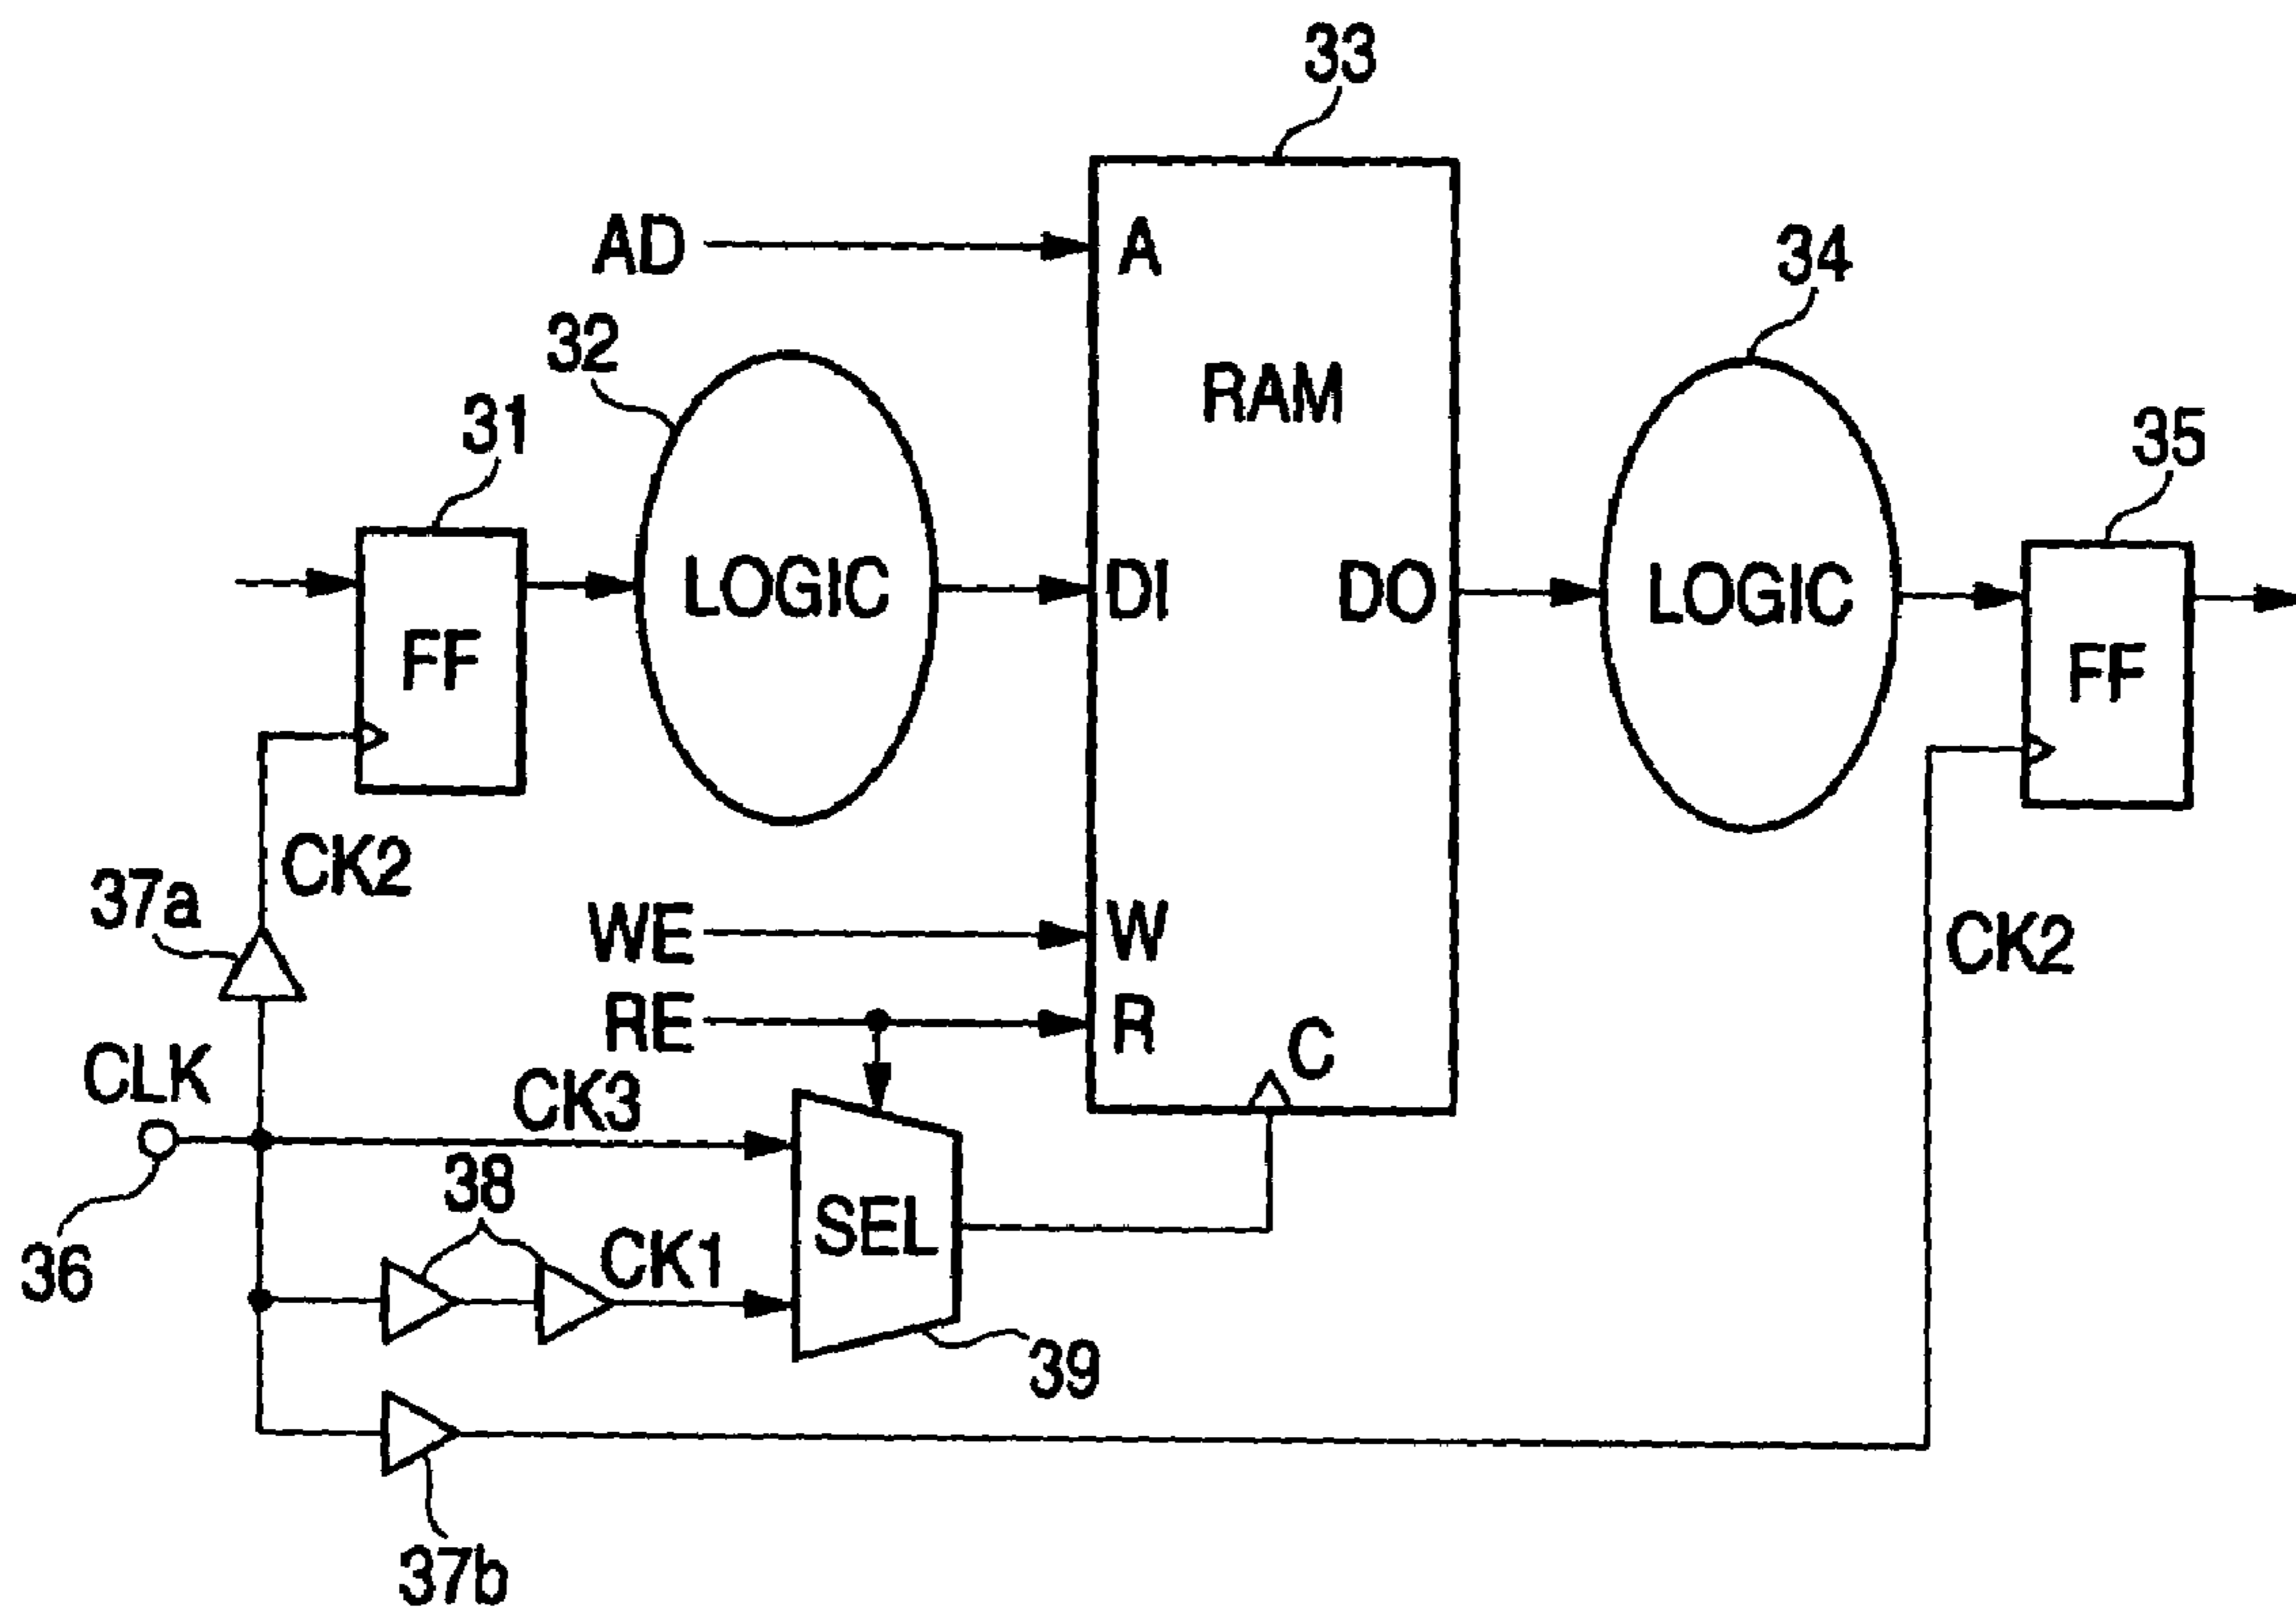 33
AD
A
34
32
RAM
31
35
LOGIC
DI
DO
LOGIC
FF
FF
CK2
37a
WE
W
CK2
RE
R
C
CLK
CK3
38
SEL
CK1
36
39
37b